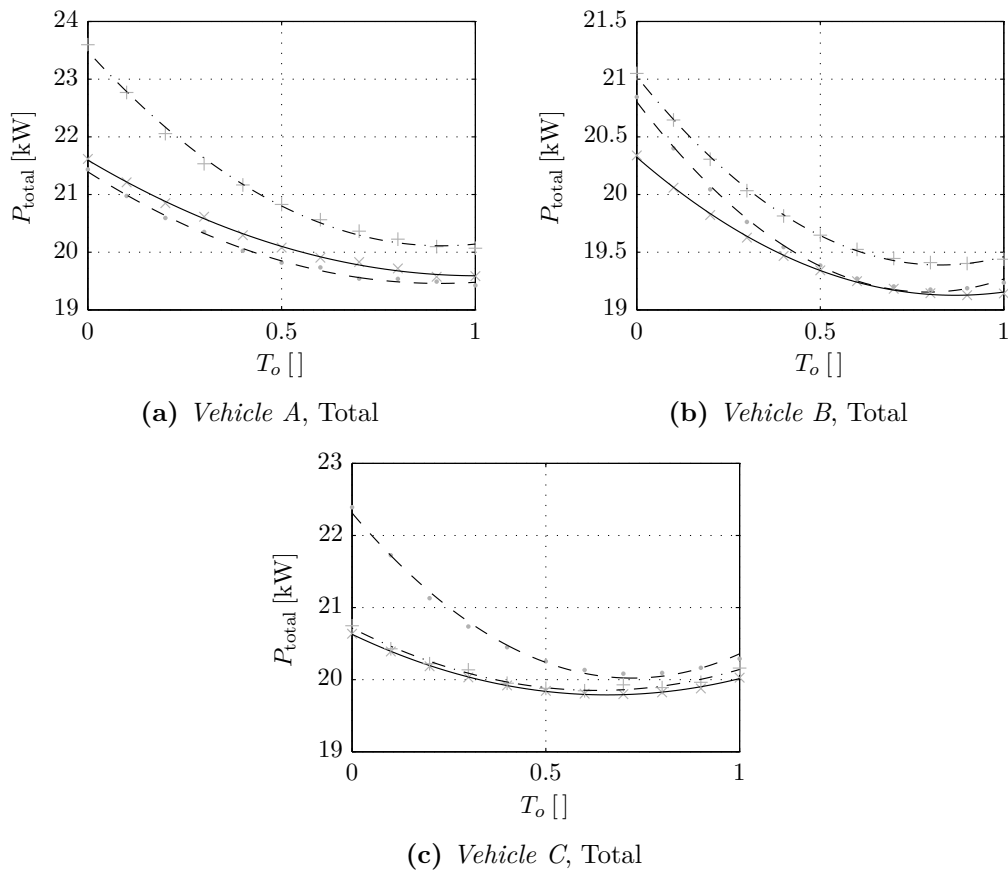 24
23
22
21
20
19
P_total [kW]
0
0.5
1
T_o [ ]
(a) Vehicle A, Total
21.5
21
20.5
20
19.5
19
P_total [kW]
0
0.5
1
T_o [ ]
(b) Vehicle B, Total
23
22
21
20
19
P_total [kW]
0
0.5
1
T_o [ ]
(c) Vehicle C, Total